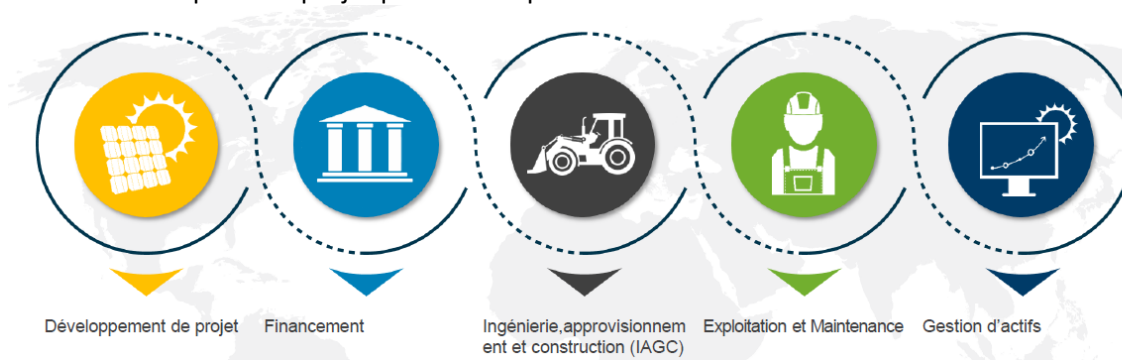 Développement de projet
Financement
Ingénierie,approvisionnem
ent et construction (IAGC)
Exploitation et Maintenance
Gestion d'actifs